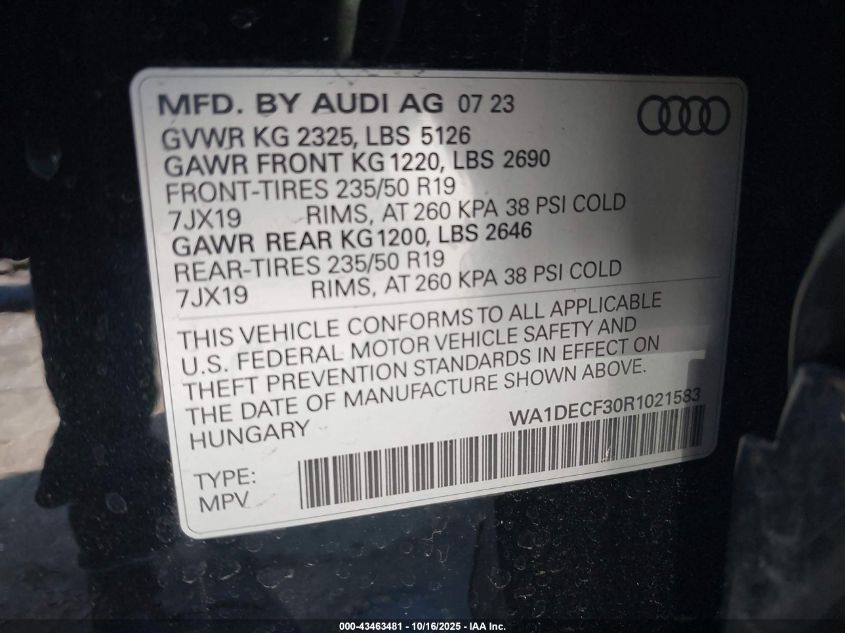 MFD. BY AUDI AG 07 23
GVWR KG 2325, LBS 5126
GAWR FRONT KG 1220, LBS 2690
FRONT-TIRES 235/50 R19
7JX19 RIMS, AT 260 KPA 38 PSI COLD
GAWR REAR KG 1200, LBS 2646
REAR-TIRES 235/50 R19
7JX19 RIMS, AT 260 KPA 38 PSI COLD
THIS VEHICLE CONFORMS TO ALL APPLICABLE
U.S. FEDERAL MOTOR VEHICLE SAFETY AND
THEFT PREVENTION STANDARDS IN EFFECT ON
THE DATE OF MANUFACTURE SHOWN ABOVE.
HUNGARY WA1DECF30R1021583
TYPE:
MPV
000-43463481 - 10/16/2025 - IAA Inc.